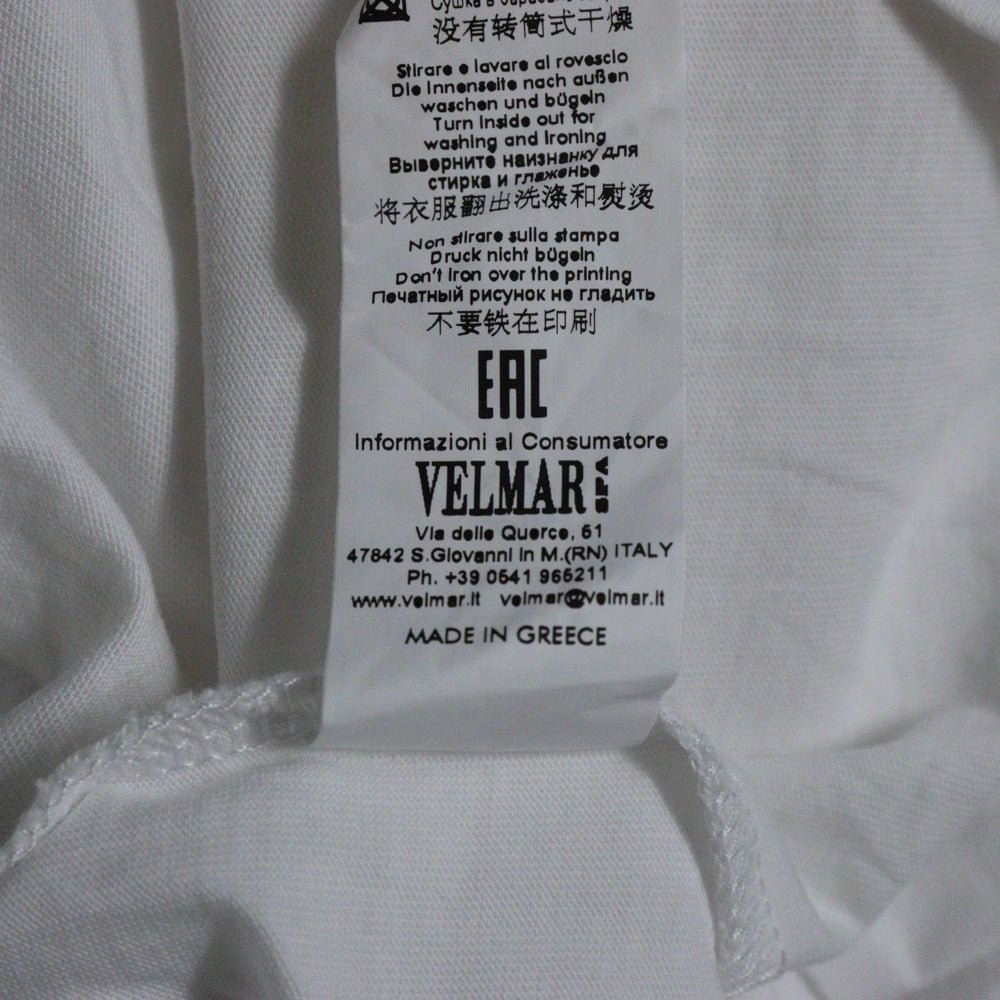 没有转筒式干燥
Stirare e lavare al rovescio
Die Innenseite nach außen
waschen und bügeln
Turn Inside out for
washing and Ironing
Выверните наизнанку для
стирка и глаженье
将衣服翻出洗涤和熨烫
Non stirare sulla stampa
Druck nicht bügeln
Don't Iron over the printing
Печатный рисунок не гладить
不要铁在印刷
EAC
Informazioni al Consumatore
VELMAR SPA
Via delle Querce, 51
47842 S.Giovanni in M.(RN) ITALY
Ph. +39 0541 965211
www.velmar.it velmar@velmar.it
MADE IN GREECE